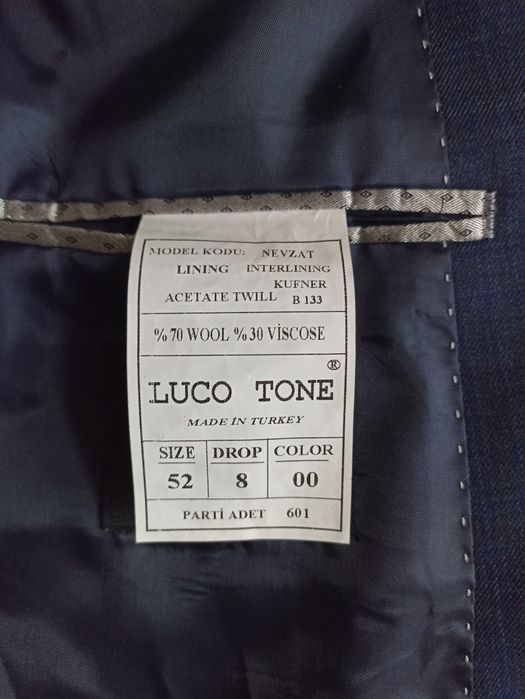 MODEL KODU: NEVZAT
LINING INTERLINING
KUFNER
ACETATE TWILL B 133
%70 WOOL %30 VİSCOSE
LUCO TONE ®
MADE İN TURKEY
SIZE DROP COLOR
52 8 00
PARTİ ADET 601